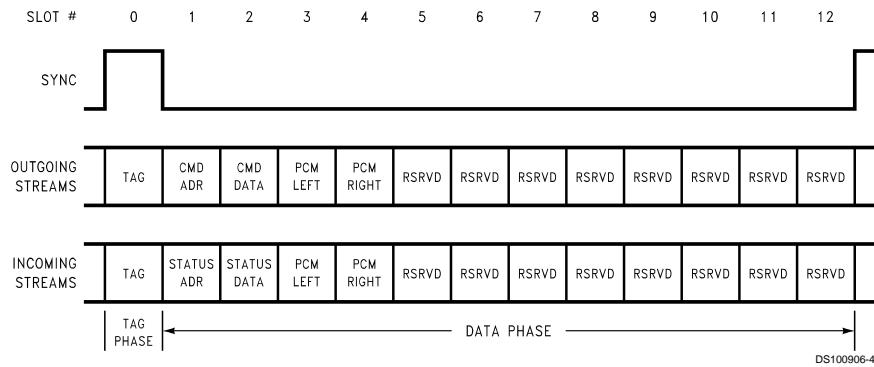 SLOT # 0 1 2 3 4 5 6 7 8 9 10 11 12
SYNC
OUTGOING STREAMS
TAG
CMD ADR
CMD DATA
PCM LEFT
PCM RIGHT
RSRVD
RSRVD
RSRVD
RSRVD
RSRVD
RSRVD
RSRVD
RSRVD
INCOMING STREAMS
TAG
STATUS ADR
STATUS DATA
PCM LEFT
PCM RIGHT
RSRVD
RSRVD
RSRVD
RSRVD
RSRVD
RSRVD
RSRVD
RSRVD
TAG PHASE
DATA PHASE
DS100906-4